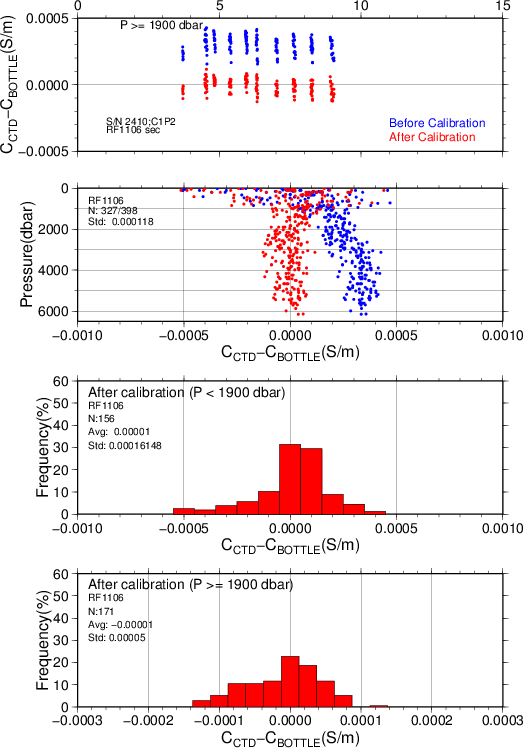 0 5 10 15
0.0005
P >= 1900 dbar
0.0000
S/N 2410;C1P2
RF1106 sec
Before Calibration
After Calibration
−0.0005
C_CTD−C_BOTTLE(S/m)
0
RF1106
N: 327/398
Std: 0.000118
2000
4000
6000
Pressure(dbar)
−0.0010 −0.0005 0.0000 0.0005 0.0010
C_CTD−C_BOTTLE(S/m)
60
After calibration (P < 1900 dbar)
RF1106
50
N:156
Avg: 0.00001
40
Std: 0.00016148
30
20
10
0
Frequency(%)
−0.0010 −0.0005 0.0000 0.0005 0.0010
C_CTD−C_BOTTLE(S/m)
60
After calibration (P >= 1900 dbar)
RF1106
50
N:171
Avg: −0.00001
40
Std: 0.00005
30
20
10
0
Frequency(%)
−0.0003 −0.0002 −0.0001 0.0000 0.0001 0.0002 0.0003
C_CTD−C_BOTTLE(S/m)